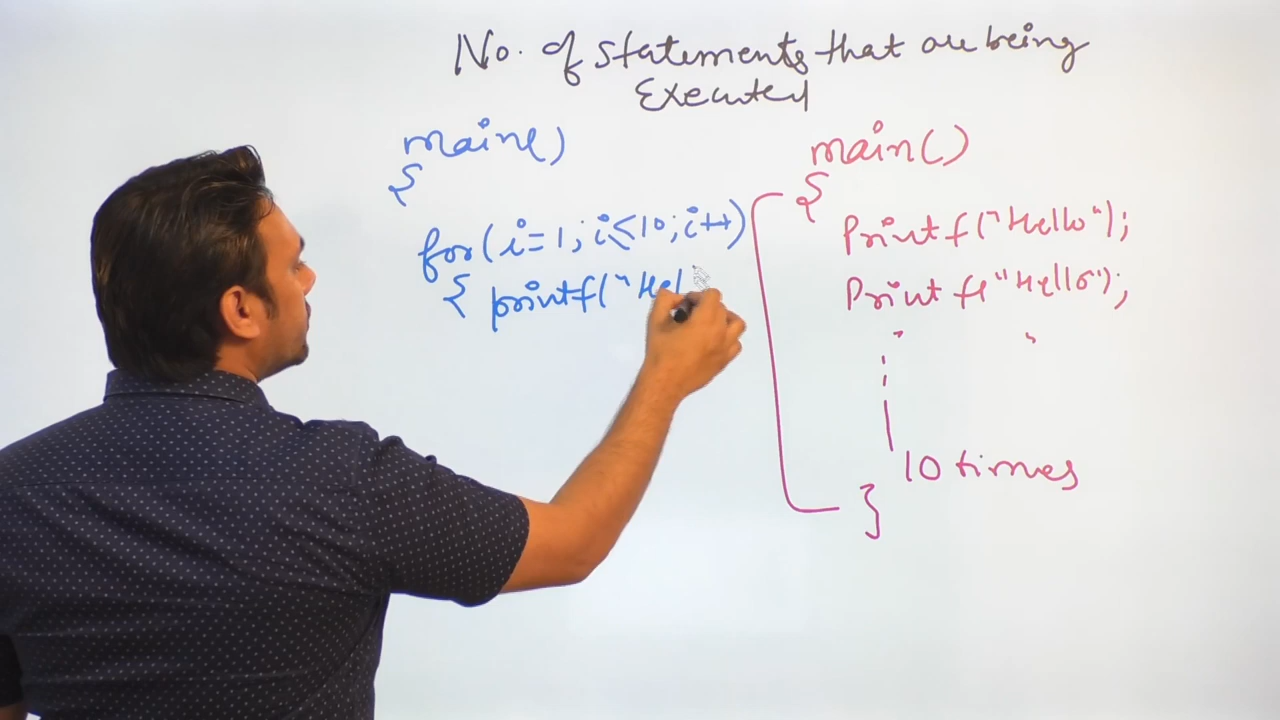 No. of Statements that are being
Executed
main()
{
for(i=1;i≤10;i++)
{ printf("Hel
main()
{
Printf("Hello");
Printf("Hello");
" "
10 times
}